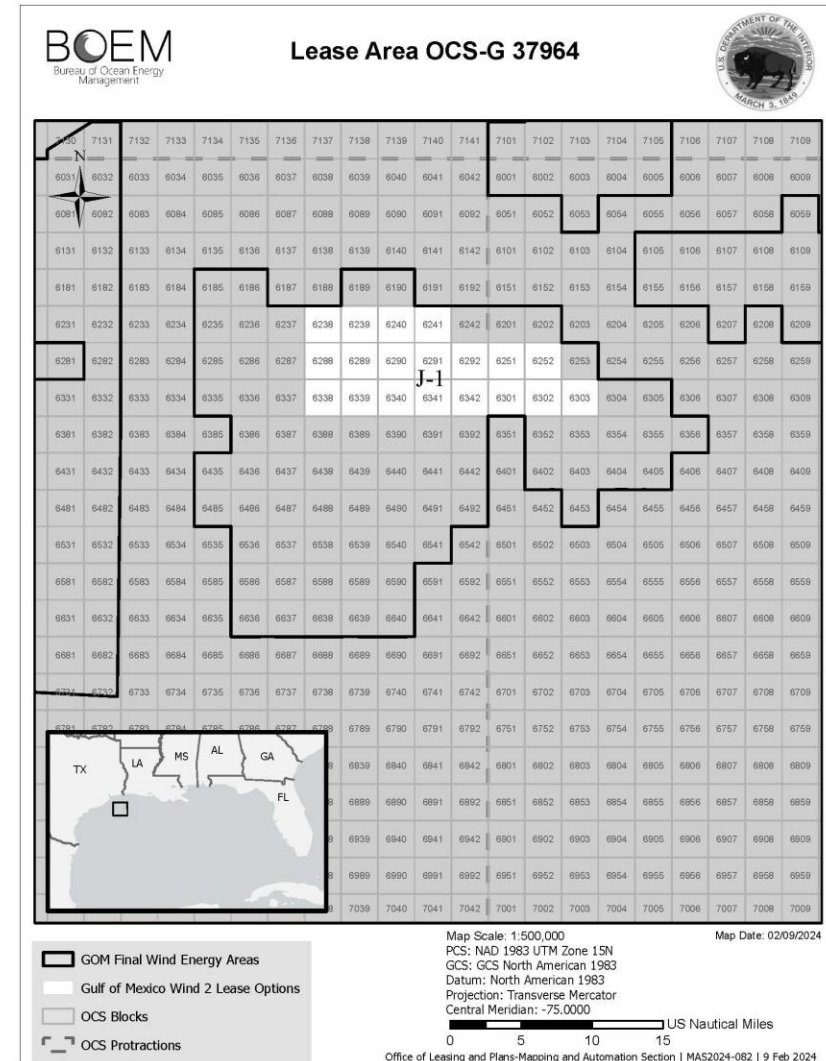 BOEM
Bureau of Ocean Energy
Management
Lease Area OCS-G 37964
U.S. DEPARTMENT OF THE INTERIOR
MARCH 3, 1849
7130 7131 7132 7133 7134 7135 7136 7137 7138 7139 7140 7141 7101 7102 7103 7104 7105 7106 7107 7108 7109
N
6031 6032 6033 6034 6035 6036 6037 6038 6039 6040 6041 6042 6001 6002 6003 6004 6005 6006 6007 6008 6009
6081 6082 6083 6084 6085 6086 6087 6088 6089 6090 6091 6092 6051 6052 6053 6054 6055 6056 6057 6058 6059
6131 6132 6133 6134 6135 6136 6137 6138 6139 6140 6141 6142 6101 6102 6103 6104 6105 6106 6107 6108 6109
6181 6182 6183 6184 6185 6186 6187 6188 6189 6190 6191 6192 6151 6152 6153 6154 6155 6156 6157 6158 6159
6231 6232 6233 6234 6235 6236 6237 6238 6239 6240 6241 6242 6201 6202 6203 6204 6205 6206 6207 6208 6209
6281 6282 6283 6284 6285 6286 6287 6288 6289 6290 6291 6292 6251 6252 6253 6254 6255 6256 6257 6258 6259
J-1
6331 6332 6333 6334 6335 6336 6337 6338 6339 6340 6341 6342 6301 6302 6303 6304 6305 6306 6307 6308 6309
6381 6382 6383 6384 6385 6386 6387 6388 6389 6390 6391 6392 6351 6352 6353 6354 6355 6356 6357 6358 6359
6431 6432 6433 6434 6435 6436 6437 6438 6439 6440 6441 6442 6401 6402 6403 6404 6405 6406 6407 6408 6409
6481 6482 6483 6484 6485 6486 6487 6488 6489 6490 6491 6492 6451 6452 6453 6454 6455 6456 6457 6458 6459
6531 6532 6533 6534 6535 6536 6537 6538 6539 6540 6541 6542 6501 6502 6503 6504 6505 6506 6507 6508 6509
6581 6582 6583 6584 6585 6586 6587 6588 6589 6590 6591 6592 6551 6552 6553 6554 6555 6556 6557 6558 6559
6631 6632 6633 6634 6635 6636 6637 6638 6639 6640 6641 6642 6601 6602 6603 6604 6605 6606 6607 6608 6609
6681 6682 6683 6684 6685 6686 6687 6688 6689 6690 6691 6692 6651 6652 6653 6654 6655 6656 6657 6658 6659
6731 6732 6733 6734 6735 6736 6737 6738 6739 6740 6741 6742 6701 6702 6703 6704 6705 6706 6707 6708 6709
6781 6782 6783 6784 6785 6786 6787 6788 6789 6790 6791 6792 6751 6752 6753 6754 6755 6756 6757 6758 6759
6839 6840 6841 6842 6801 6802 6803 6804 6805 6806 6807 6808 6809
6889 6890 6891 6892 6851 6852 6853 6854 6855 6856 6857 6858 6859
6939 6940 6941 6942 6901 6902 6903 6904 6905 6906 6907 6908 6909
6989 6990 6991 6992 6951 6952 6953 6954 6955 6956 6957 6958 6959
7039 7040 7041 7042 7001 7002 7003 7004 7005 7006 7007 7008 7009
TX LA MS AL GA
FL
GOM Final Wind Energy Areas
Gulf of Mexico Wind 2 Lease Options
OCS Blocks
OCS Protractions
Map Scale: 1:500,000
Map Date: 02/09/2024
PCS: NAD 1983 UTM Zone 15N
GCS: GCS North American 1983
Datum: North American 1983
Projection: Transverse Mercator
Central Meridian: -75.0000
US Nautical Miles
0 5 10 15
Office of Leasing and Plans-Mapping and Automation Section | MAS2024-082 | 9 Feb 2024